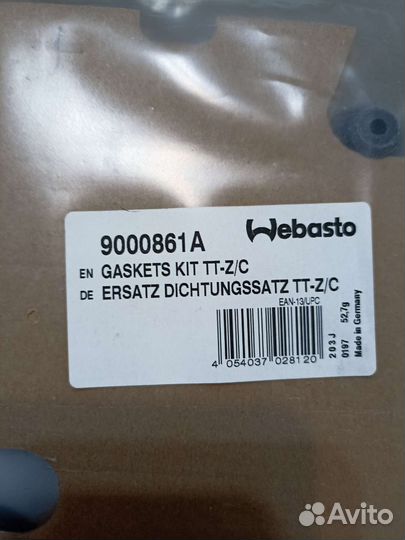 9000861A
Webasto
EN GASKETS KIT TT-Z/C
DE ERSATZ DICHTUNGSSATZ TT-Z/C
EAN-13/UPC
4 054037 028120
203J
0197 52,7g
Made in Germany
Avito